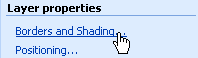 Layer properties
Borders and Shading...
Positioning...